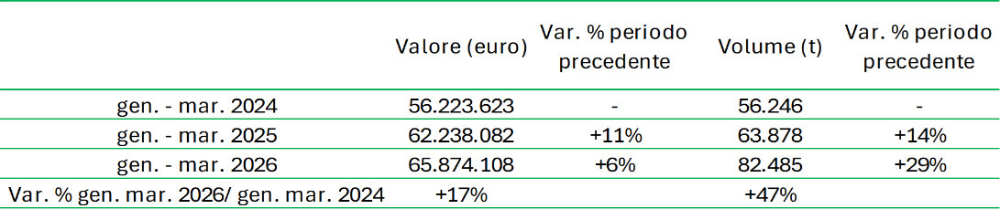 Valore (euro) Var. % periodo precedente Volume (t) Var. % periodo precedente
gen. - mar. 2024 56.223.623 - 56.246 -
gen. - mar. 2025 62.238.082 +11% 63.878 +14%
gen. - mar. 2026 65.874.108 +6% 82.485 +29%
Var. % gen. mar. 2026/ gen. mar. 2024 +17% +47%